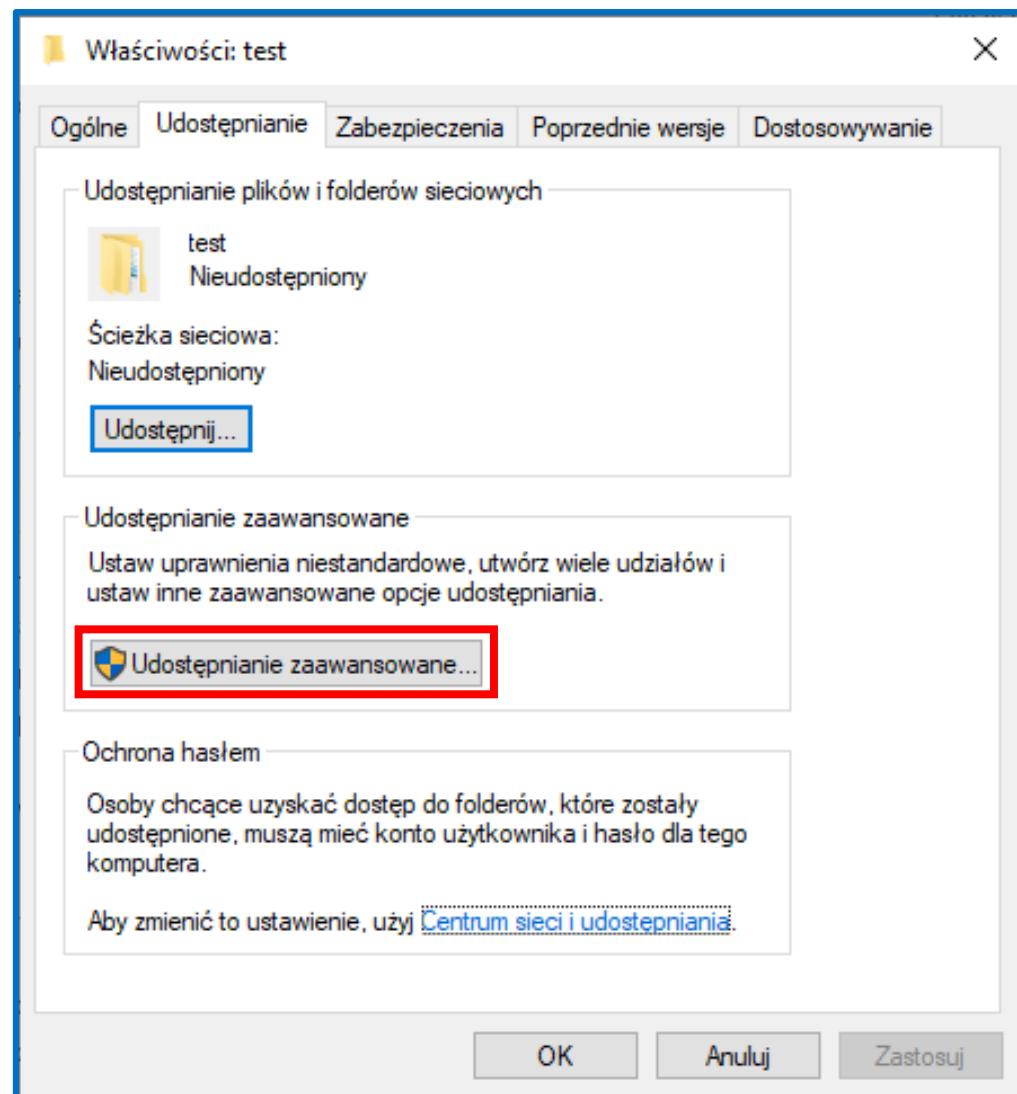 Właściwości: test
Ogólne Udostępnianie Zabezpieczenia Poprzednie wersje Dostosowywanie
Udostępnianie plików i folderów sieciowych
test
Nieudostępniony
Ścieżka sieciowa:
Nieudostępniony
Udostępnij...
Udostępnianie zaawansowane
Ustaw uprawnienia niestandardowe, utwórz wiele udziałów i
ustaw inne zaawansowane opcje udostępniania.
Udostępnianie zaawansowane...
Ochrona hasłem
Osoby chcące uzyskać dostęp do folderów, które zostały
udostępnione, muszą mieć konto użytkownika i hasło dla tego
komputera.
Aby zmienić to ustawienie, użyj Centrum sieci i udostępniania.
OK Anuluj Zastosuj